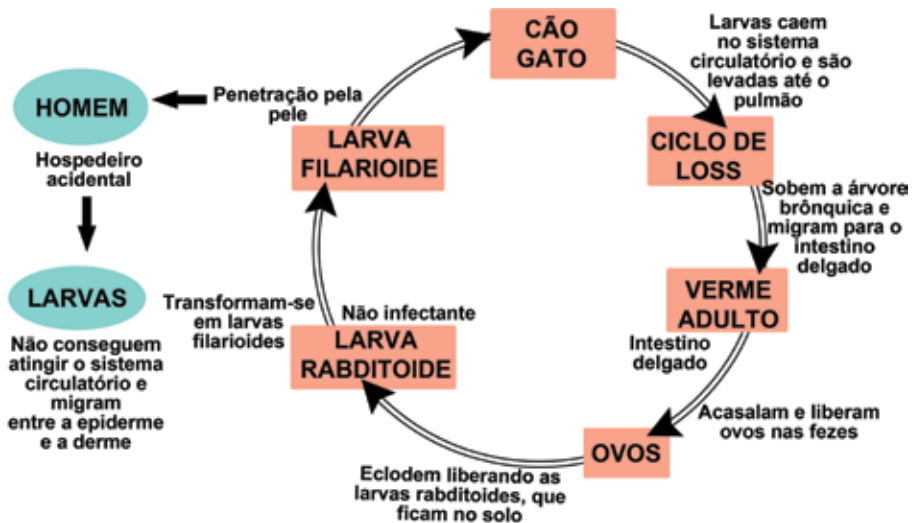 CÃO
GATO
Larvas caem
no sistema
circulatório e são
levadas até o
pulmão
CICLO DE
LOSS
Sobem a árvore
brônquica e
migram para o
intestino
delgado
VERME
ADULTO
Intestino
delgado
Acasalam e liberam
ovos nas fezes
OVOS
Eclodem liberando as
larvas rabditoides, que
ficam no solo
LARVA
RABDITOIDE
Não infectante
Transformam-se
em larvas
filarioides
LARVA
FILARIOIDE
Penetração pela
pele
HOMEM
Hospedeiro
acidental
LARVAS
Não conseguem
atingir o sistema
circulatório e
migram
entre a epiderme
e a derme